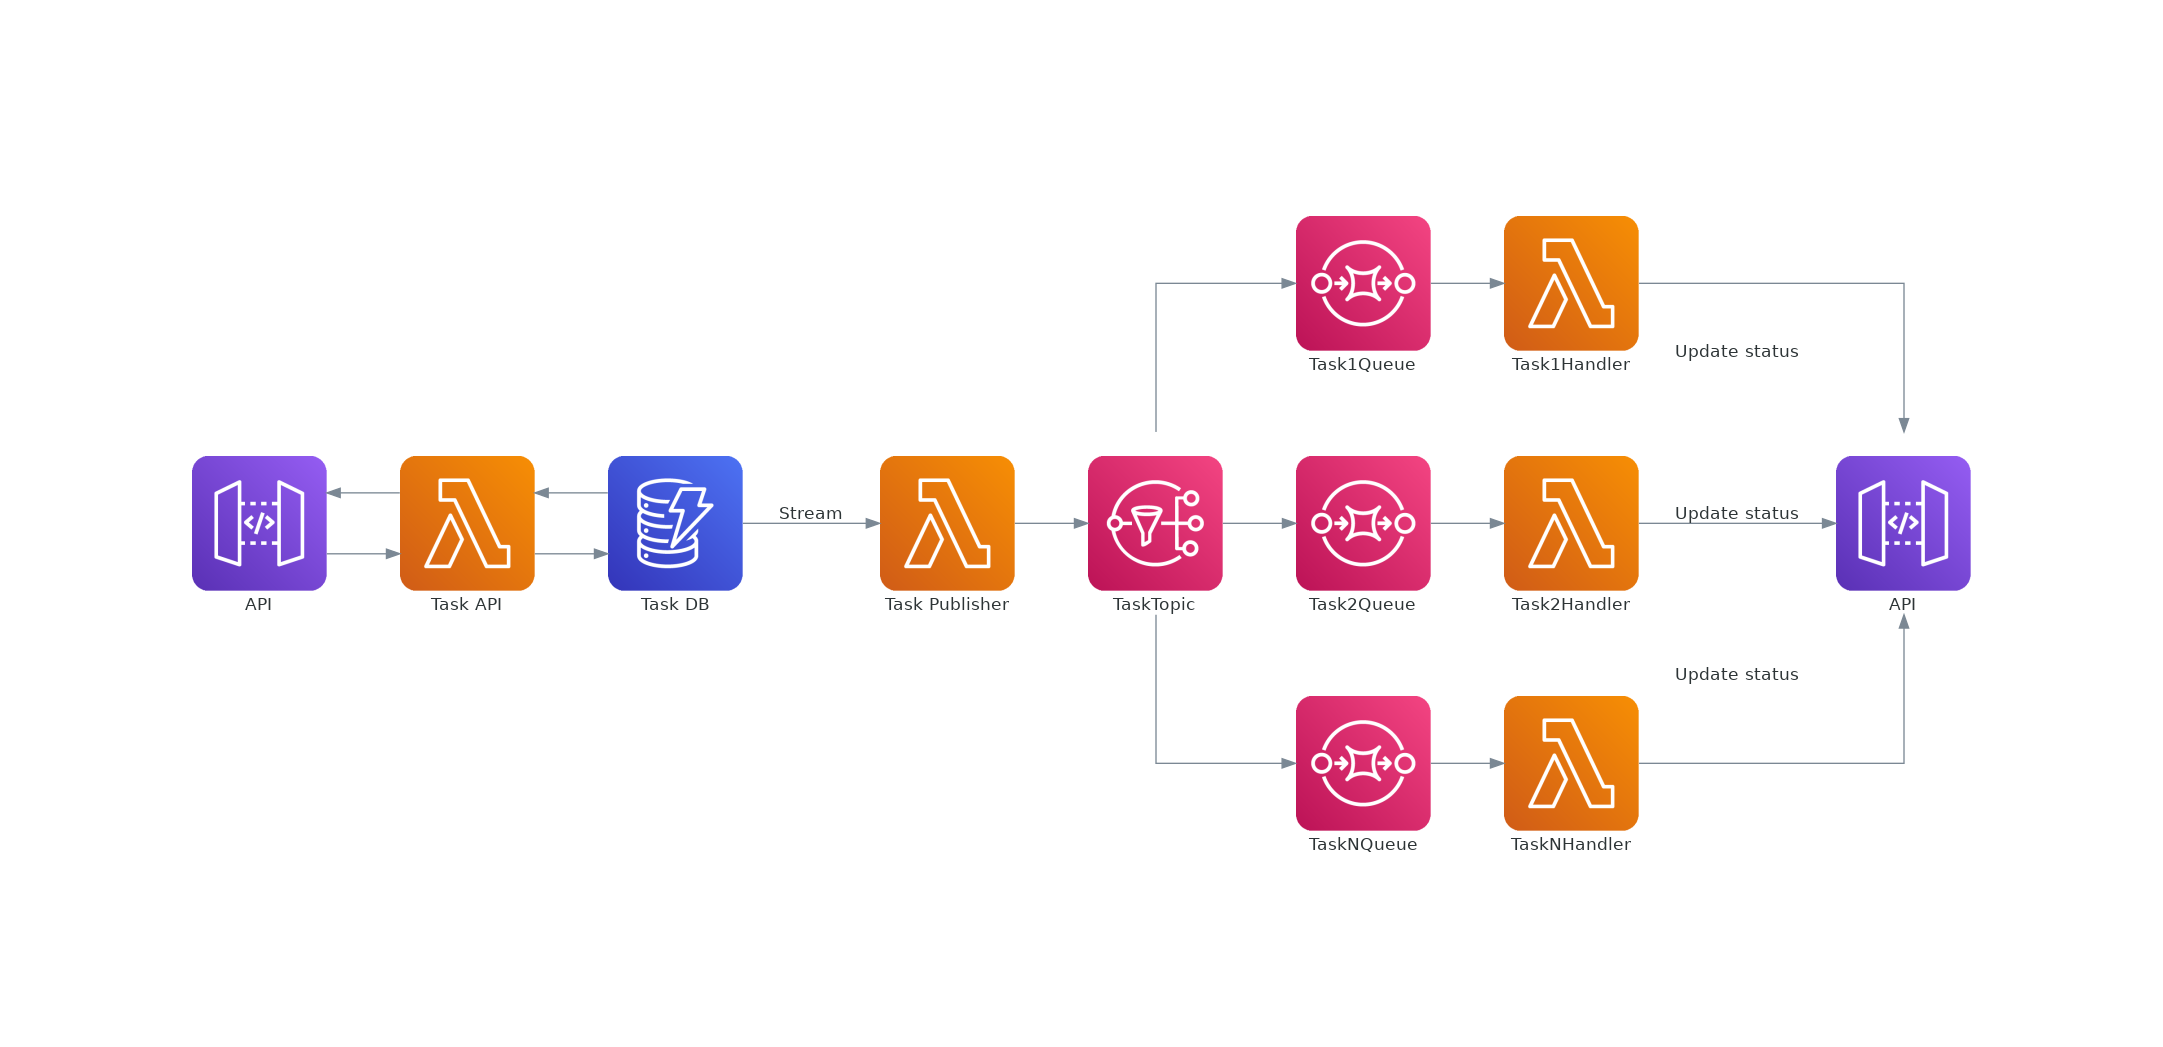 Task1Queue
Task1Handler
Update status
API
Task API
Task DB
Stream
Task Publisher
TaskTopic
Task2Queue
Task2Handler
Update status
API
Update status
TaskNQueue
TaskNHandler